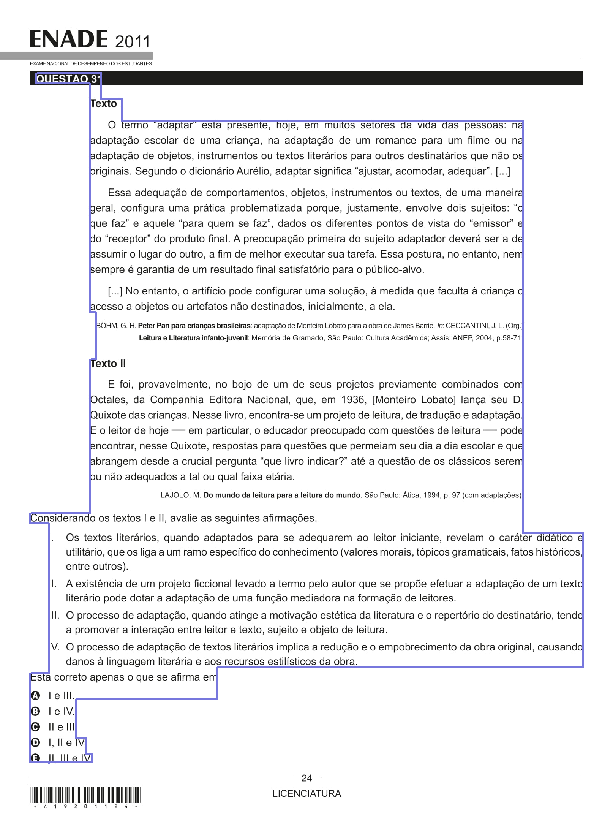 ENADE 2011
EXAME NACIONAL DE DESEMPENHO DOS ESTUDANTES
QUESTÃO 3
Texto
O termo “adaptar” está presente, hoje, em muitos setores da vida das pessoas: na
adaptação escolar de uma criança, na adaptação de um romance para um filme ou na
adaptação de objetos, instrumentos ou textos literários para outros destinatários que não os
originais. Segundo o dicionário Aurélio, adaptar significa “ajustar, acomodar, adequar”. [...]
Essa adequação de comportamentos, objetos, instrumentos ou textos, de uma maneira
geral, configura uma prática problematizada porque, justamente, envolve dois sujeitos: “o
que faz” e aquele “para quem se faz”, dados os diferentes pontos de vista do “emissor” e
do “receptor” do produto final. A preocupação primeira do sujeito adaptador deverá ser a de
assumir o lugar do outro, a fim de melhor executar sua tarefa. Essa postura, no entanto, nem
sempre é garantia de um resultado final satisfatório para o público-alvo.
[...] No entanto, o artifício pode configurar uma solução, à medida que faculta à criança o
acesso a objetos ou artefatos não destinados, inicialmente, a ela.
BÖHM, G. H. Peter Pan para crianças brasileiras: adaptação de Monteiro Lobato para a obra de James Barrie. In: CECCANTINI, J. L. (Org.
Leitura e Literatura infanto-juvenil: Memória de Gramado, São Paulo: Cultura Acadêmica; Assis: ANEP, 2004, p.58-71
Texto II
E foi, provavelmente, no bojo de um de seus projetos previamente combinados com
Octales, da Companhia Editora Nacional, que, em 1936, [Monteiro Lobato] lança seu D.
Quixote das crianças. Nesse livro, encontra-se um projeto de leitura, de tradução e adaptação.
E o leitor de hoje — em particular, o educador preocupado com questões de leitura — pode
encontrar, nesse Quixote, respostas para questões que permeiam seu dia a dia escolar e que
abrangem desde a crucial pergunta “que livro indicar?” até a questão de os clássicos serem
ou não adequados a tal ou qual faixa etária.
LAJOLO, M. Do mundo da leitura para a leitura do mundo. São Paulo: Ática, 1994, p. 97 (com adaptações)
Considerando os textos I e II, avalie as seguintes afirmações.
I. Os textos literários, quando adaptados para se adequarem ao leitor iniciante, revelam o caráter didático e
utilitário, que os liga a um ramo específico do conhecimento (valores morais, tópicos gramaticais, fatos históricos,
entre outros).
I. A existência de um projeto ficcional levado a termo pelo autor que se propõe efetuar a adaptação de um texto
literário pode dotar a adaptação de uma função mediadora na formação de leitores.
II. O processo de adaptação, quando atinge a motivação estética da literatura e o repertório do destinatário, tende
a promover a interação entre leitor e texto, sujeito e objeto de leitura.
V. O processo de adaptação de textos literários implica a redução e o empobrecimento da obra original, causando
danos à linguagem literária e aos recursos estilísticos da obra.
Está correto apenas o que se afirma em
A I e III.
B I e IV.
C II e III
D I, II e IV
E II, III e IV
24
LICENCIATURA